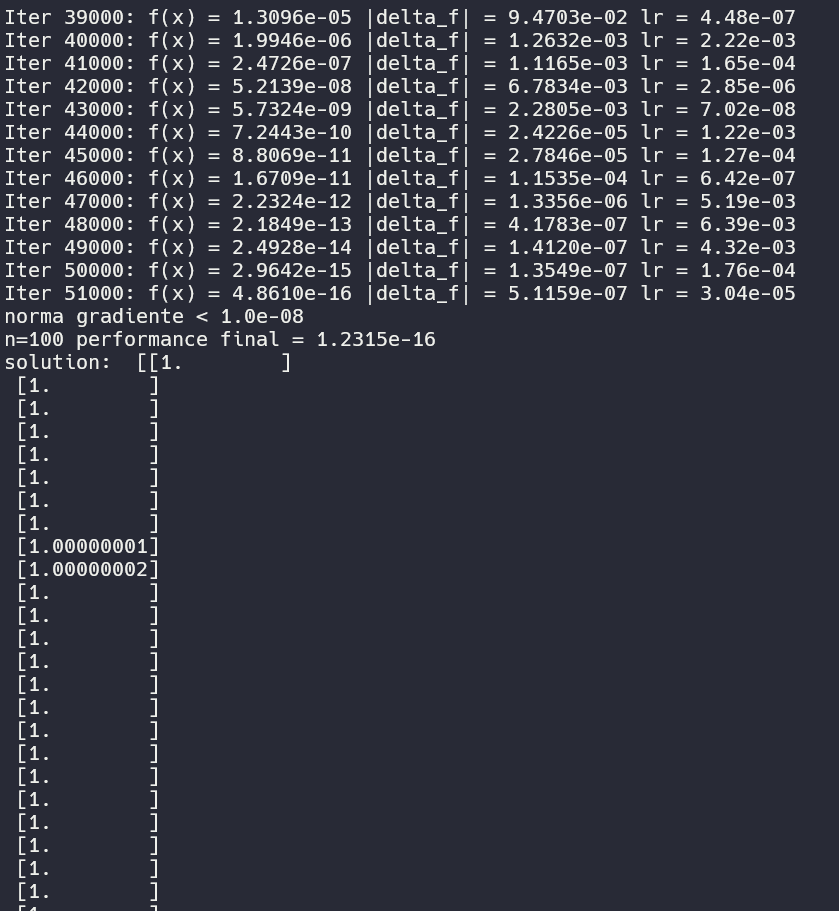 Iter 39000: f(x) = 1.3096e-05 |delta_f| = 9.4703e-02 lr = 4.48e-07
Iter 40000: f(x) = 1.9946e-06 |delta_f| = 1.2632e-03 lr = 2.22e-03
Iter 41000: f(x) = 2.4726e-07 |delta_f| = 1.1165e-03 lr = 1.65e-04
Iter 42000: f(x) = 5.2139e-08 |delta_f| = 6.7834e-03 lr = 2.85e-06
Iter 43000: f(x) = 5.7324e-09 |delta_f| = 2.2805e-03 lr = 7.02e-08
Iter 44000: f(x) = 7.2443e-10 |delta_f| = 2.4226e-05 lr = 1.22e-03
Iter 45000: f(x) = 8.8069e-11 |delta_f| = 2.7846e-05 lr = 1.27e-04
Iter 46000: f(x) = 1.6709e-11 |delta_f| = 1.1535e-04 lr = 6.42e-07
Iter 47000: f(x) = 2.2324e-12 |delta_f| = 1.3356e-06 lr = 5.19e-03
Iter 48000: f(x) = 2.1849e-13 |delta_f| = 4.1783e-07 lr = 6.39e-03
Iter 49000: f(x) = 2.4928e-14 |delta_f| = 1.4120e-07 lr = 4.32e-03
Iter 50000: f(x) = 2.9642e-15 |delta_f| = 1.3549e-07 lr = 1.76e-04
Iter 51000: f(x) = 4.8610e-16 |delta_f| = 5.1159e-07 lr = 3.04e-05
norma gradiente < 1.0e-08
n=100 performance final = 1.2315e-16
solution:  [[1.        ]
 [1.        ]
 [1.        ]
 [1.        ]
 [1.        ]
 [1.        ]
 [1.        ]
 [1.        ]
 [1.00000001]
 [1.00000002]
 [1.        ]
 [1.        ]
 [1.        ]
 [1.        ]
 [1.        ]
 [1.        ]
 [1.        ]
 [1.        ]
 [1.        ]
 [1.        ]
 [1.        ]
 [1.        ]
 [1.        ]
 [1.        ]